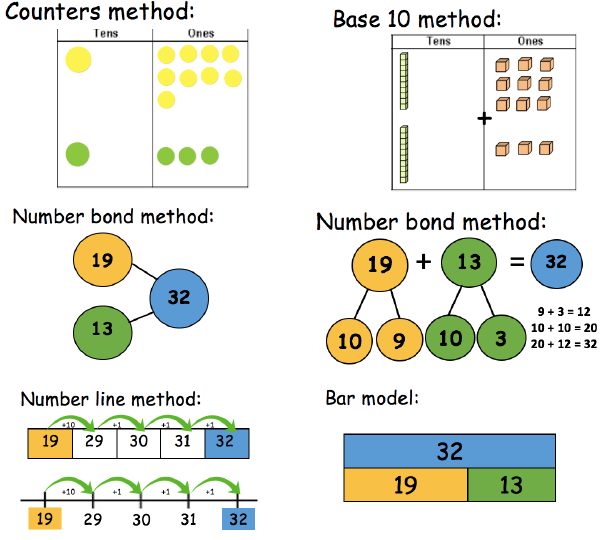 Counters method:
Tens Ones
Base 10 method:
Tens Ones
+
Number bond method:
19
32
13
Number bond method:
19 + 13 = 32
10 9 10 3
9 + 3 = 12
10 + 10 = 20
20 + 12 = 32
Number line method:
+10 +1 +1 +1
19 29 30 31 32
+10 +1 +1 +1
19 29 30 31 32
Bar model:
32
19 13